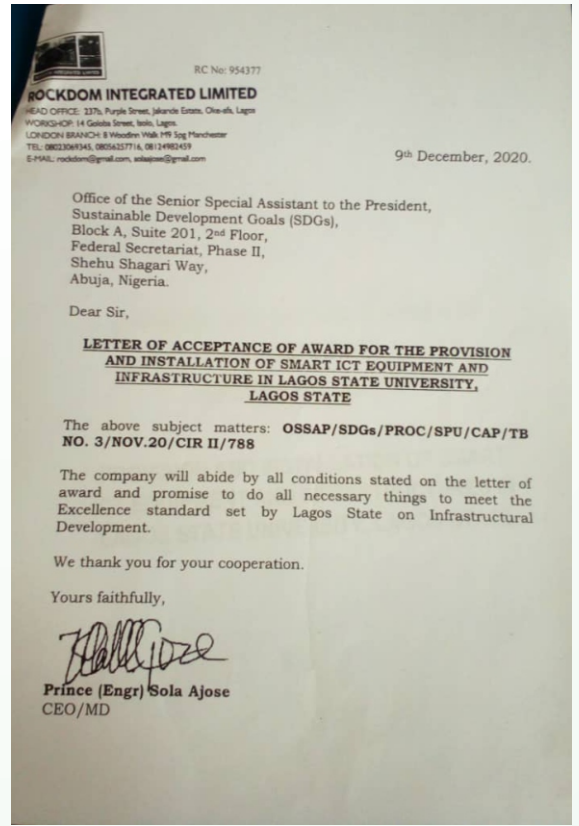 RC No: 954377
ROCKDOM INTEGRATED LIMITED
HEAD OFFICE: 237b, Purple Street, Jakande Estate, Oke-afa, Lagos
WORKSHOP: 14 Street, Isolo, Lagos.
LONDON BRANCH: 8 Woodinn Walk M9 5pg Manchester
TEL: 08023069345, 08056257716, 08124982459
E-MAIL: rockdom@gmail.com, solaajose@gmail.com
9th December, 2020.
Office of the Senior Special Assistant to the President,
Sustainable Development Goals (SDGs),
Block A, Suite 201, 2nd Floor,
Federal Secretariat, Phase II,
Shehu Shagari Way,
Abuja, Nigeria.
Dear Sir,
LETTER OF ACCEPTANCE OF AWARD FOR THE PROVISION
AND INSTALLATION OF SMART ICT EQUIPMENT AND
INFRASTRUCTURE IN LAGOS STATE UNIVERSITY,
LAGOS STATE
The above subject matters: OSSAP/SDGs/PROC/SPU/CAP/TB
NO. 3/NOV.20/CIR II/788
The company will abide by all conditions stated on the letter of
award and promise to do all necessary things to meet the
Excellence standard set by Lagos State on Infrastructural
Development.
We thank you for your cooperation.
Yours faithfully,
Prince (Engr) Sola Ajose
CEO/MD